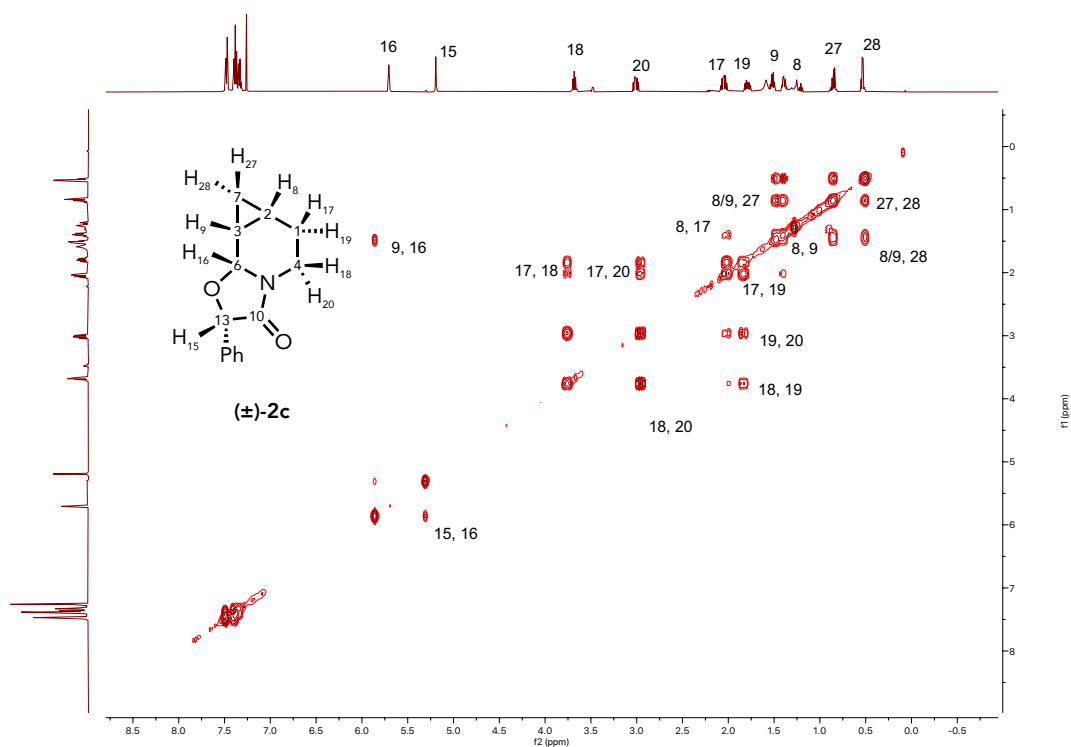 16
15
18
20
17
19
9
8
27
28
H27
H28
H8
7
H17
2
H9
3
1
H19
H16
6
4
H18
O
N
H20
13
10
H15
O
Ph
(±)-2c
9, 16
8/9, 27
27, 28
8, 17
8, 9
8/9, 28
17, 18
17, 20
17, 19
19, 20
18, 19
18, 20
15, 16
0
1
2
3
4
5
6
7
8
f1 (ppm)
8.5 8.0 7.5 7.0 6.5 6.0 5.5 5.0 4.5 4.0 3.5 3.0 2.5 2.0 1.5 1.0 0.5 0.0 -0.5
f2 (ppm)